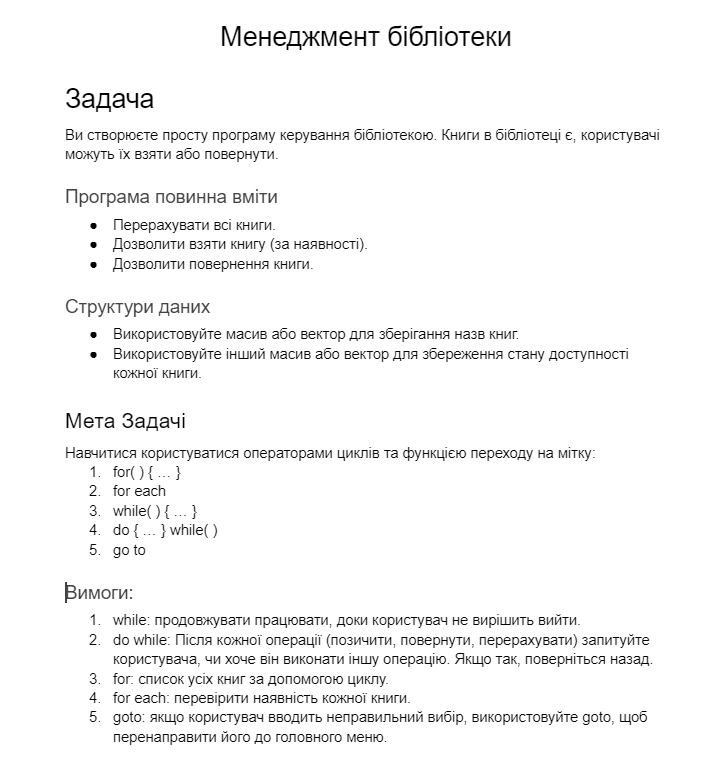 Менеджмент бібліотеки
Задача
Ви створюєте просту програму керування бібліотекою. Книги в бібліотеці є, користувачі
можуть їх взяти або повернути.
Програма повинна вміти
● Перерахувати всі книги.
● Дозволити взяти книгу (за наявності).
● Дозволити повернення книги.
Структури даних
● Використовуйте масив або вектор для зберігання назв книг.
● Використовуйте інший масив або вектор для збереження стану доступності
кожної книги.
Мета Задачі
Навчитися користуватися операторами циклів та функцією переходу на мітку:
1. for( ) { … }
2. for each
3. while( ) { … }
4. do { … } while( )
5. go to
Вимоги:
1. while: продовжувати працювати, доки користувач не вирішить вийти.
2. do while: Після кожної операції (позичити, повернути, перерахувати) запитуйте
користувача, чи хоче він виконати іншу операцію. Якщо так, поверніться назад.
3. for: список усіх книг за допомогою циклу.
4. for each: перевірити наявність кожної книги.
5. goto: якщо користувач вводить неправильний вибір, використовуйте goto, щоб
перенаправити його до головного меню.